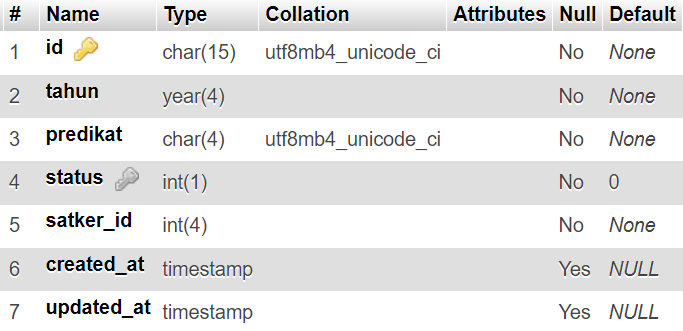 # Name Type Collation Attributes Null Default
1 id char(15) utf8mb4_unicode_ci No None
2 tahun year(4) No None
3 predikat char(4) utf8mb4_unicode_ci No None
4 status int(1) No 0
5 satker_id int(4) No None
6 created_at timestamp Yes NULL
7 updated_at timestamp Yes NULL